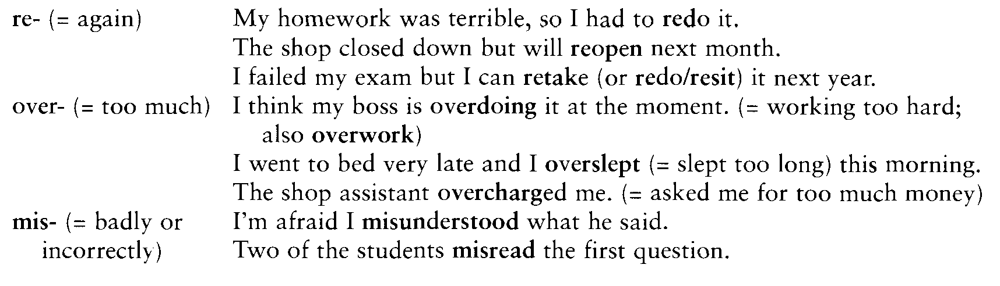 re- (= again) My homework was terrible, so I had to redo it.
The shop closed down but will reopen next month.
I failed my exam but I can retake (or redo/resit) it next year.
over- (= too much) I think my boss is overdoing it at the moment. (= working too hard;
also overwork)
I went to bed very late and I overslept (= slept too long) this morning.
The shop assistant overcharged me. (= asked me for too much money)
mis- (= badly or I'm afraid I misunderstood what he said.
incorrectly) Two of the students misread the first question.